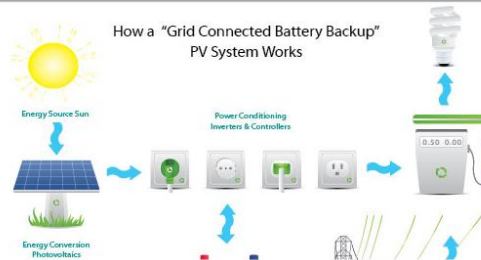 How a "Grid Connected Battery Backup"
PV System Works
Energy Source Sun
Power Conditioning
Inverters & Controllers
0.50 0.00
Energy Conversion
Photovoltaics